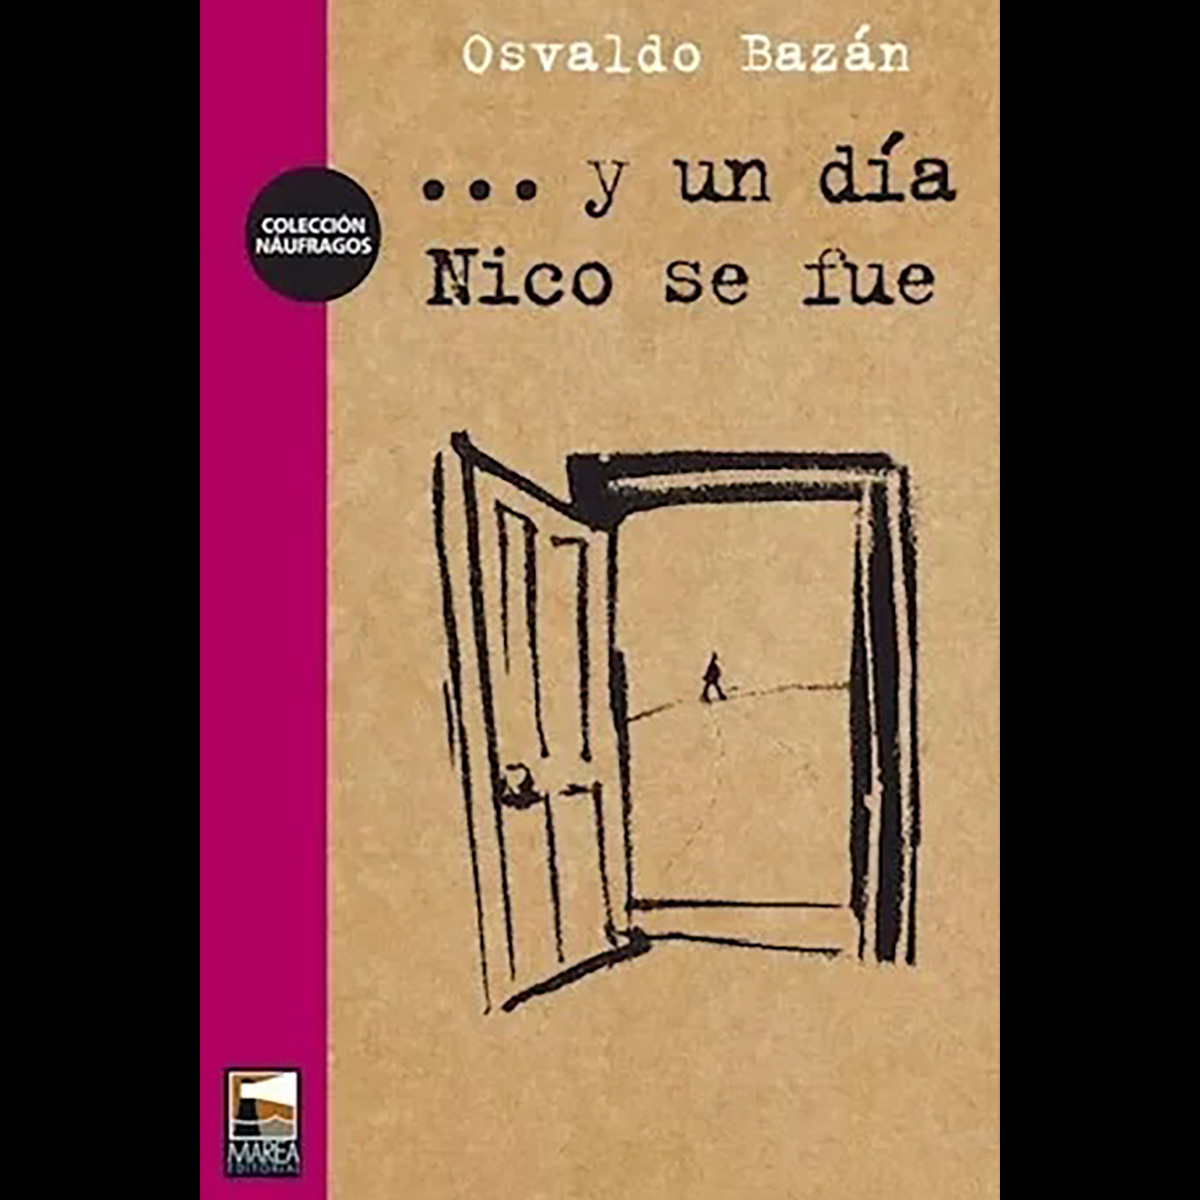 Osvaldo Bazán
... y un día
Nico se fue
COLECCIÓN
NÁUFRAGOS
MAREA
EDITORIAL